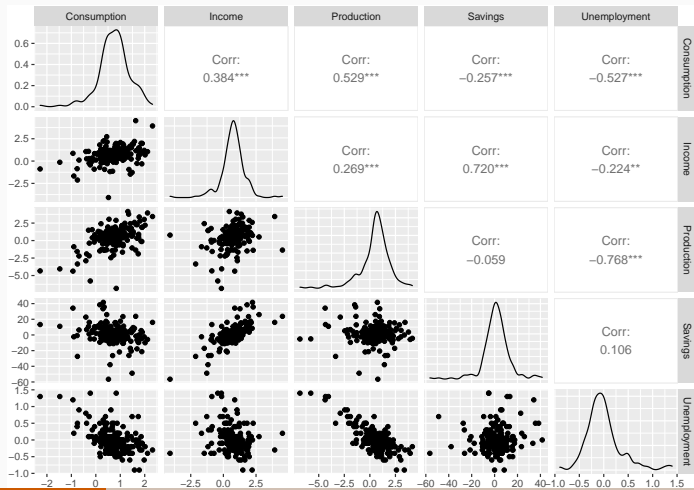 Consumption Income Production Savings Unemployment
0.6
0.4
0.2
0.0
Corr:
0.384***
Corr:
0.529***
Corr:
−0.257***
Corr:
−0.527***
Consumption
2.5
0.0
−2.5
Corr:
0.269***
Corr:
0.720***
Corr:
−0.224**
Income
2.5
0.0
−2.5
−5.0
Corr:
−0.059
Corr:
−0.768***
Production
40
20
0
−20
−40
−60
Corr:
0.106
Savings
1.5
1.0
0.5
0.0
−0.5
−1.0
Unemployment
−2 −1 0 1 2 −2.5 0.0 2.5 −5.0 −2.5 0.0 2.5 −60 −40 −20 0 20 40 −1.0 −0.5 0.0 0.5 1.0 1.5